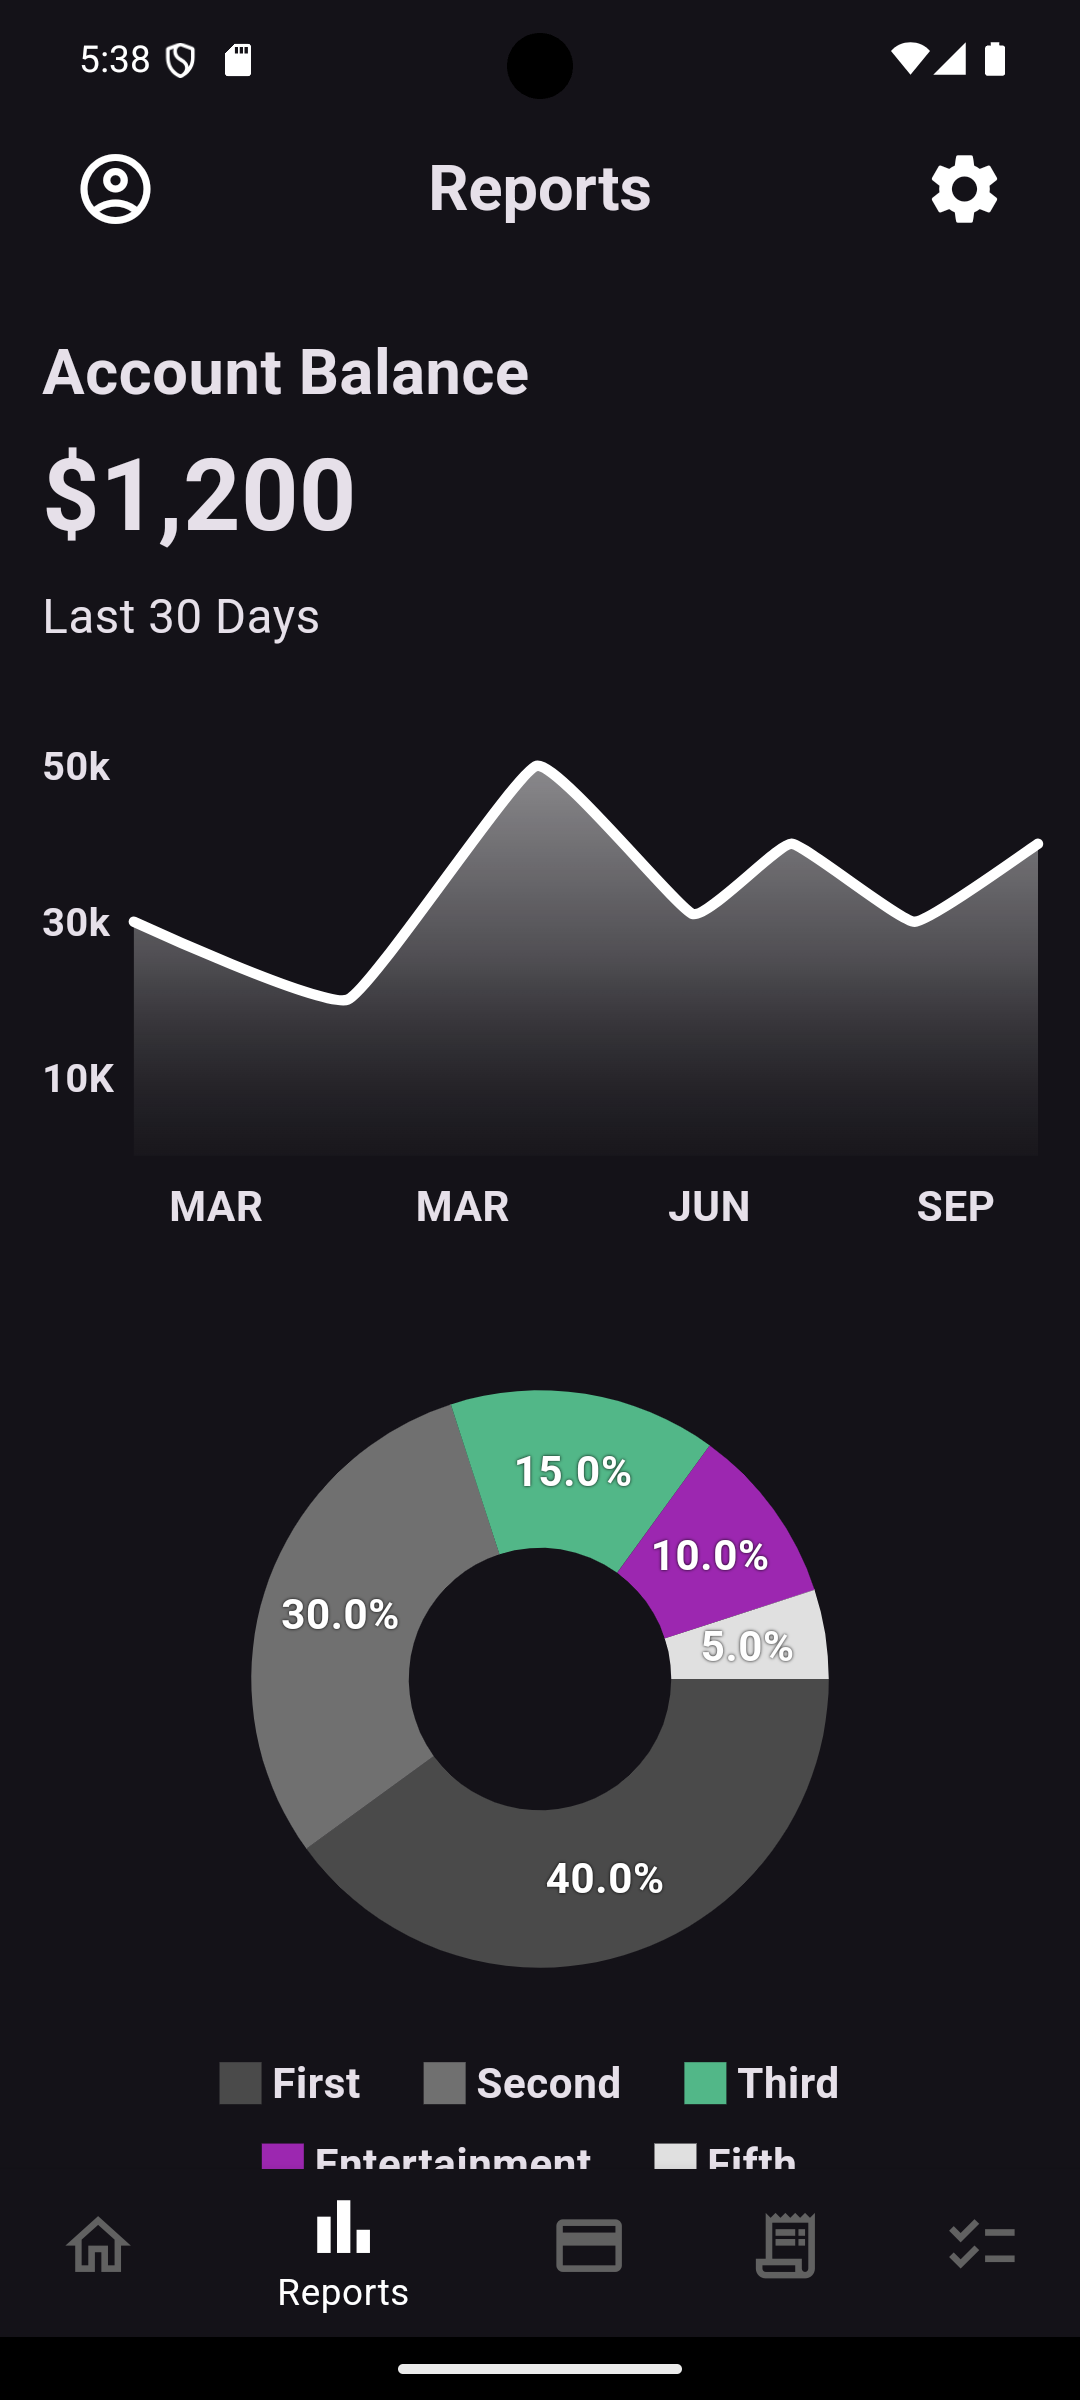 5:38
Reports
Account Balance
$1,200
Last 30 Days
50k
30k
10K
MAR MAR JUN SEP
15.0%
10.0%
30.0%
5.0%
40.0%
First Second Third
Entertainment Fifth
Reports